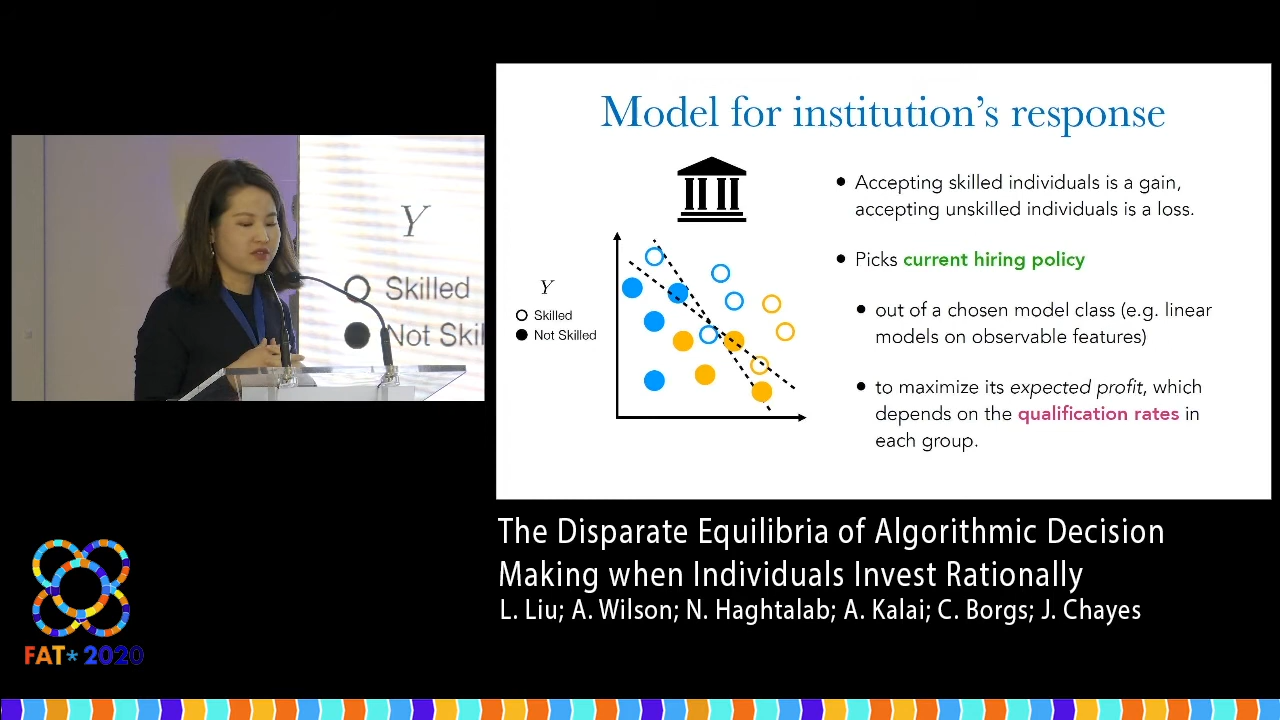 Model for institution's response
Y
Skilled
Not Skil
Y
Skilled
Not Skilled
• Accepting skilled individuals is a gain,
accepting unskilled individuals is a loss.
• Picks current hiring policy
• out of a chosen model class (e.g. linear
models on observable features)
• to maximize its expected profit, which
depends on the qualification rates in
each group.
The Disparate Equilibria of Algorithmic Decision
Making when Individuals Invest Rationally
L. Liu; A. Wilson; N. Haghtalab; A. Kalai; C. Borgs; J. Chayes
FAT* 2020